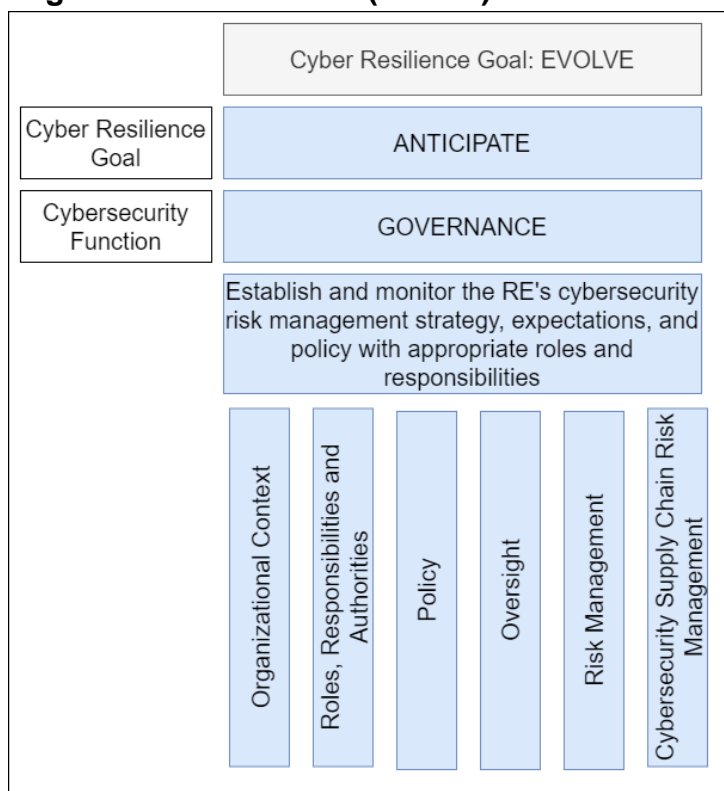 Cyber Resilience Goal: EVOLVE
Cyber Resilience
Goal
ANTICIPATE
Cybersecurity
Function
GOVERNANCE
Establish and monitor the RE's cybersecurity
risk management strategy, expectations, and
policy with appropriate roles and
responsibilities
Organizational Context
Roles, Responsibilities and
Authorities
Policy
Oversight
Risk Management
Cybersecurity Supply Chain Risk
Management